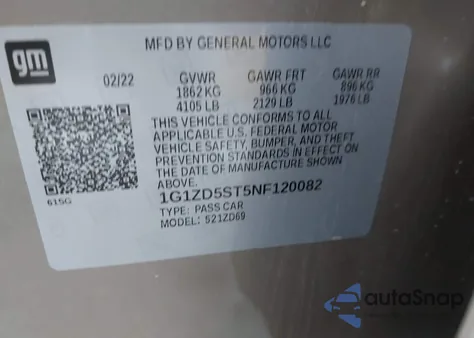 gm
MFD BY GENERAL MOTORS LLC
02/22 GVWR GAWR FRT GAWR RR
1862 KG 966 KG 896 KG
4105 LB 2129 LB 1976 LB
THIS VEHICLE CONFORMS TO ALL
APPLICABLE U.S. FEDERAL MOTOR
VEHICLE SAFETY, BUMPER, AND THEFT
PREVENTION STANDARDS IN EFFECT ON
THE DATE OF MANUFACTURE SHOWN
ABOVE.
615G
1G1ZD5ST5NF120082
TYPE: PASS CAR
MODEL: 521ZD69
autoSnap